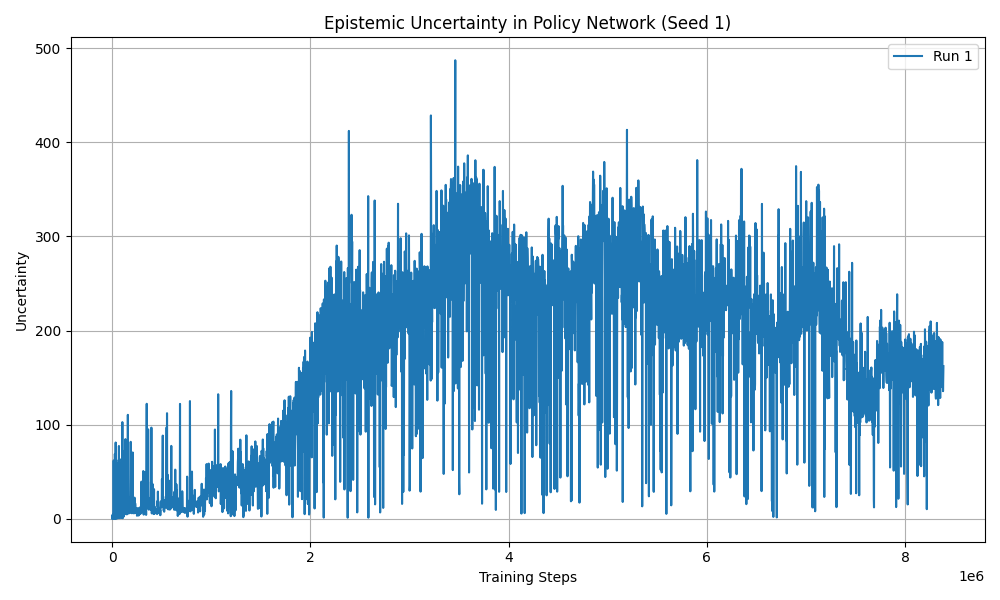 Epistemic Uncertainty in Policy Network (Seed 1)
Run 1
500
400
300
200
100
0
Uncertainty
0 2 4 6 8
1e6
Training Steps